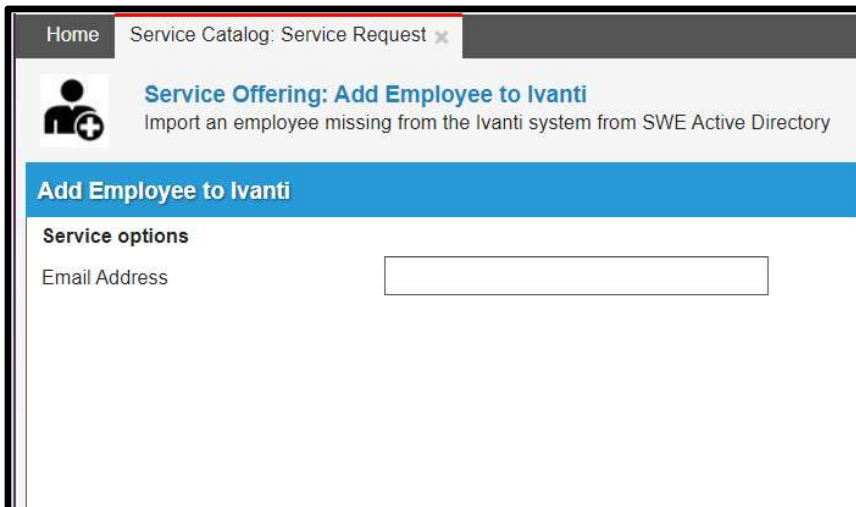 Home
Service Catalog: Service Request
Service Offering: Add Employee to Ivanti
Import an employee missing from the Ivanti system from SWE Active Directory
Add Employee to Ivanti
Service options
Email Address